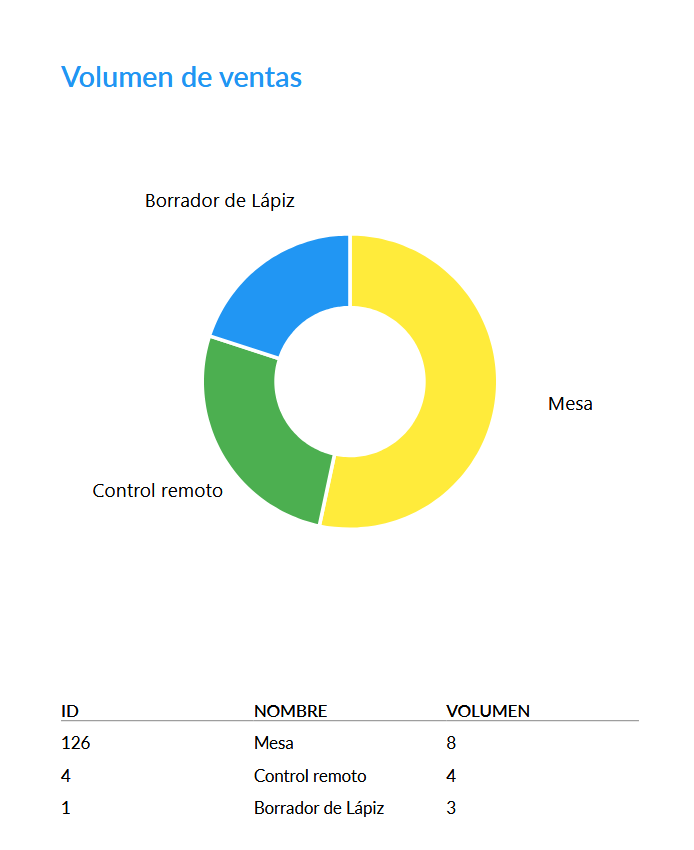 Volumen de ventas
Borrador de Lápiz
Mesa
Control remoto
ID NOMBRE VOLUMEN
126 Mesa 8
4 Control remoto 4
1 Borrador de Lápiz 3